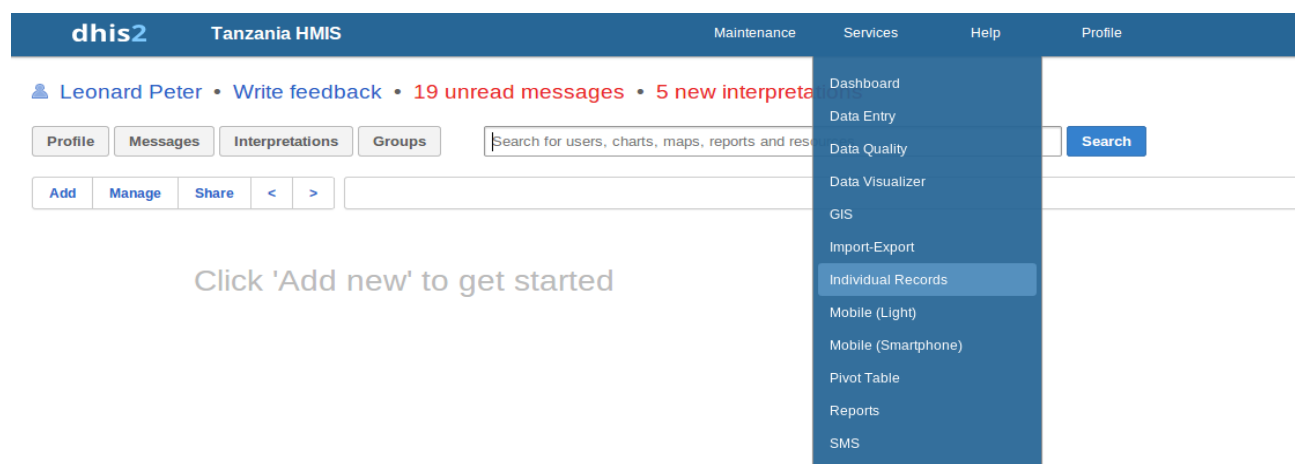 dhis2 Tanzania HMIS Maintenance Services Help Profile
Leonard Peter • Write feedback • 19 unread messages • 5 new interpretations
Profile Messages Interpretations Groups Search for users, charts, maps, reports and Search
Add Manage Share < >
Click 'Add new' to get started
Dashboard
Data Entry
Data Quality
Data Visualizer
GIS
Import-Export
Individual Records
Mobile (Light)
Mobile (Smartphone)
Pivot Table
Reports
SMS